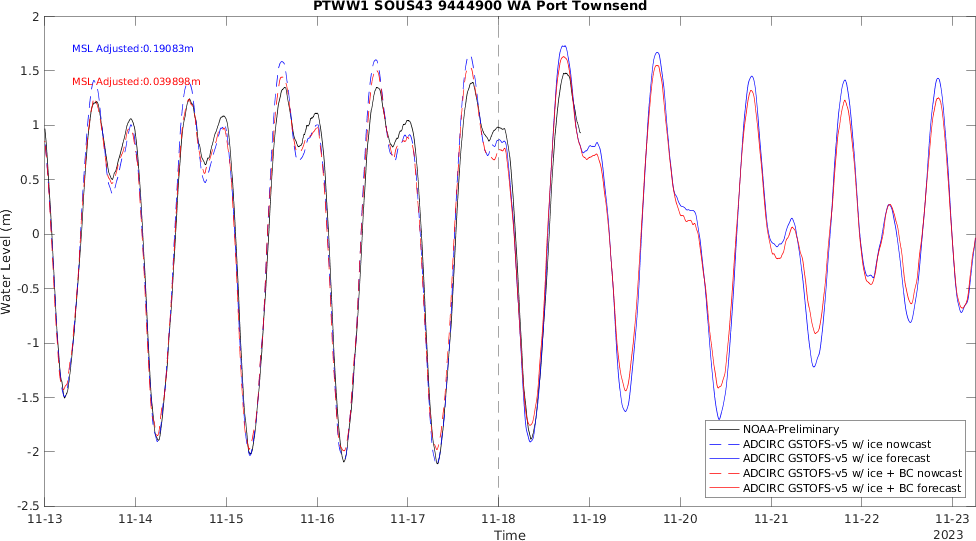 PTWW1 SOUS43 9444900 WA Port Townsend
MSL Adjusted:0.19083m
MSL Adjusted:0.039898m
Water Level (m)
2
1.5
1
0.5
0
-0.5
-1
-1.5
-2
-2.5
NOAA-Preliminary
ADCIRC GSTOFS-v5 w/ ice nowcast
ADCIRC GSTOFS-v5 w/ ice forecast
ADCIRC GSTOFS-v5 w/ ice + BC nowcast
ADCIRC GSTOFS-v5 w/ ice + BC forecast
11-13 11-14 11-15 11-16 11-17 11-18 11-19 11-20 11-21 11-22 11-23
Time
2023